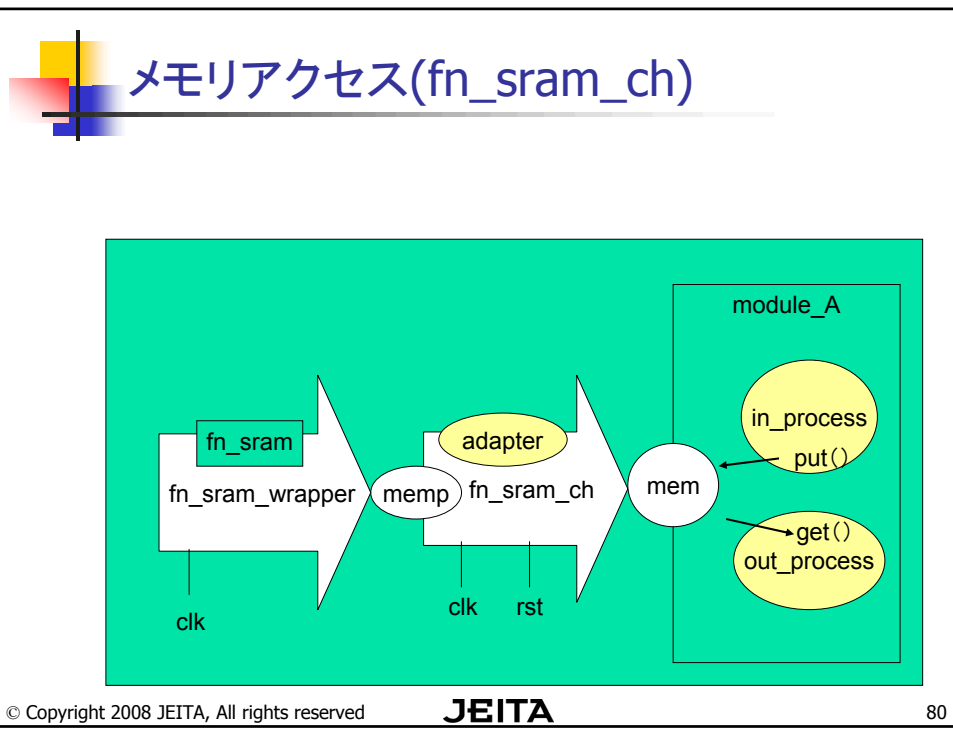 メモリアクセス(fn_sram_ch)
module_A
in_process
put()
fn_sram
adapter
fn_sram_wrapper
memp
fn_sram_ch
mem
get()
out_process
clk
clk
rst
© Copyright 2008 JEITA, All rights reserved
JEITA
80